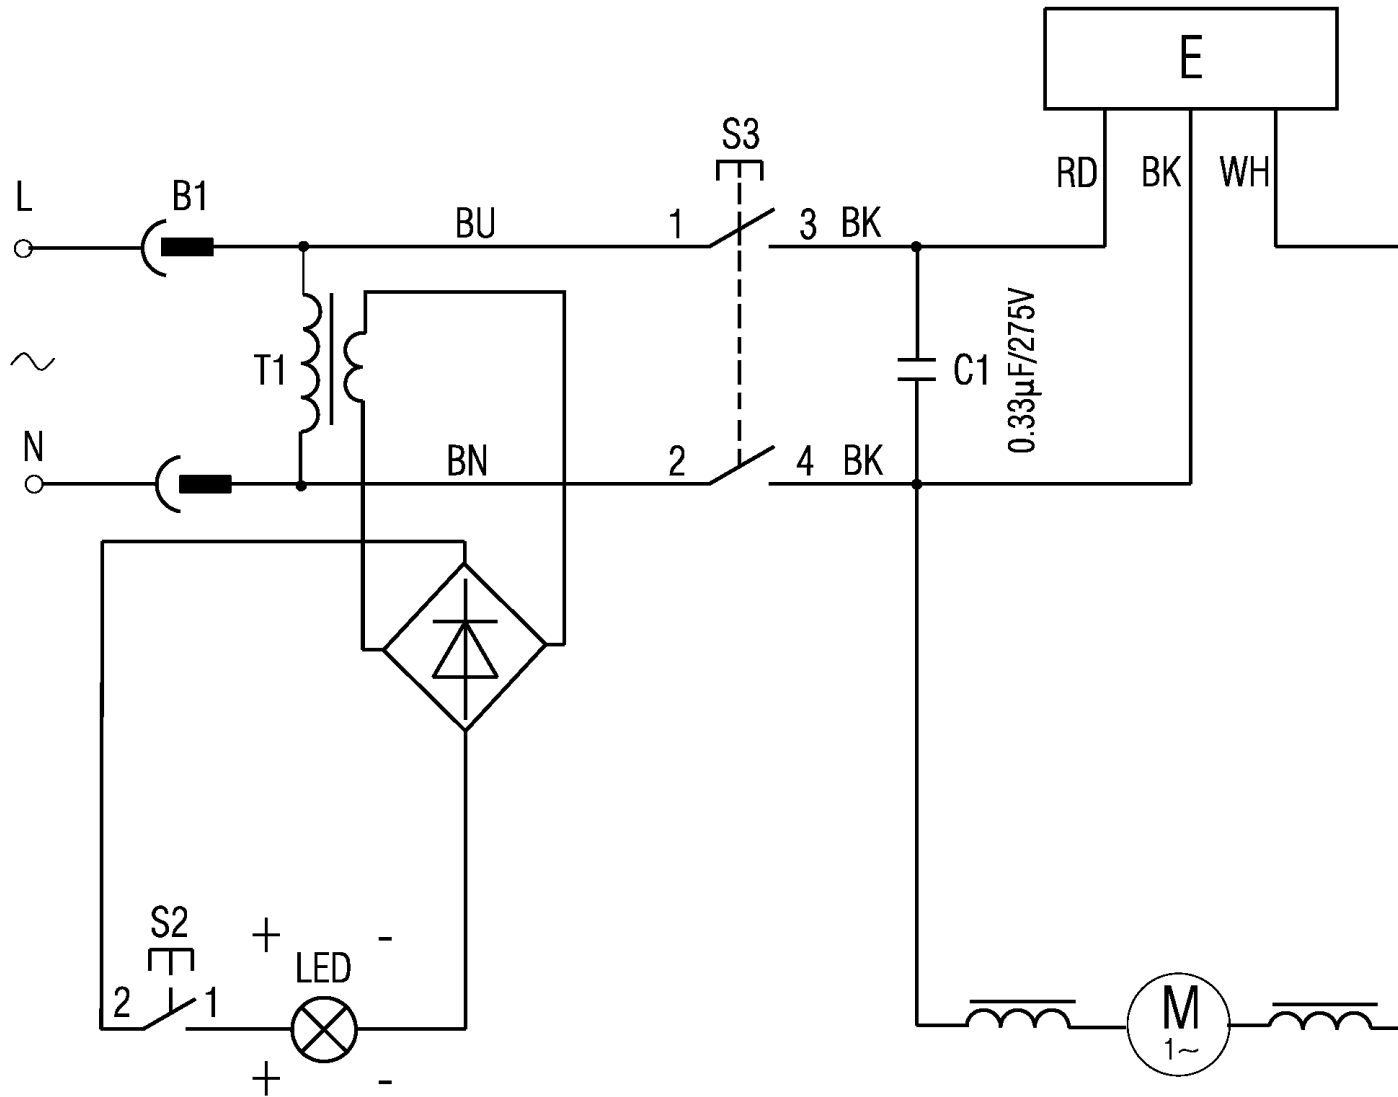 E
S3
RD BK WH
L B1
BU 1 3 BK
T1 C1 0.33µF/275V
N
BN 2 4 BK
S2 + -
LED
2 1
M
1~
+ -